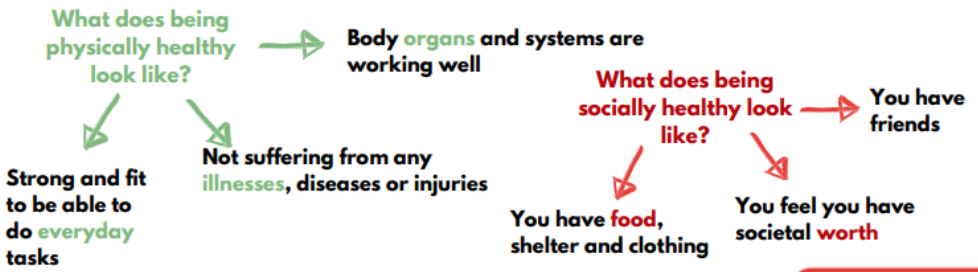 What does being
physically healthy
look like?
Body organs and systems are
working well
Strong and fit
to be able to
do everyday
tasks
Not suffering from any
illnesses, diseases or injuries
What does being
socially healthy look
like?
You have
friends
You have food,
shelter and clothing
You feel you have
societal worth